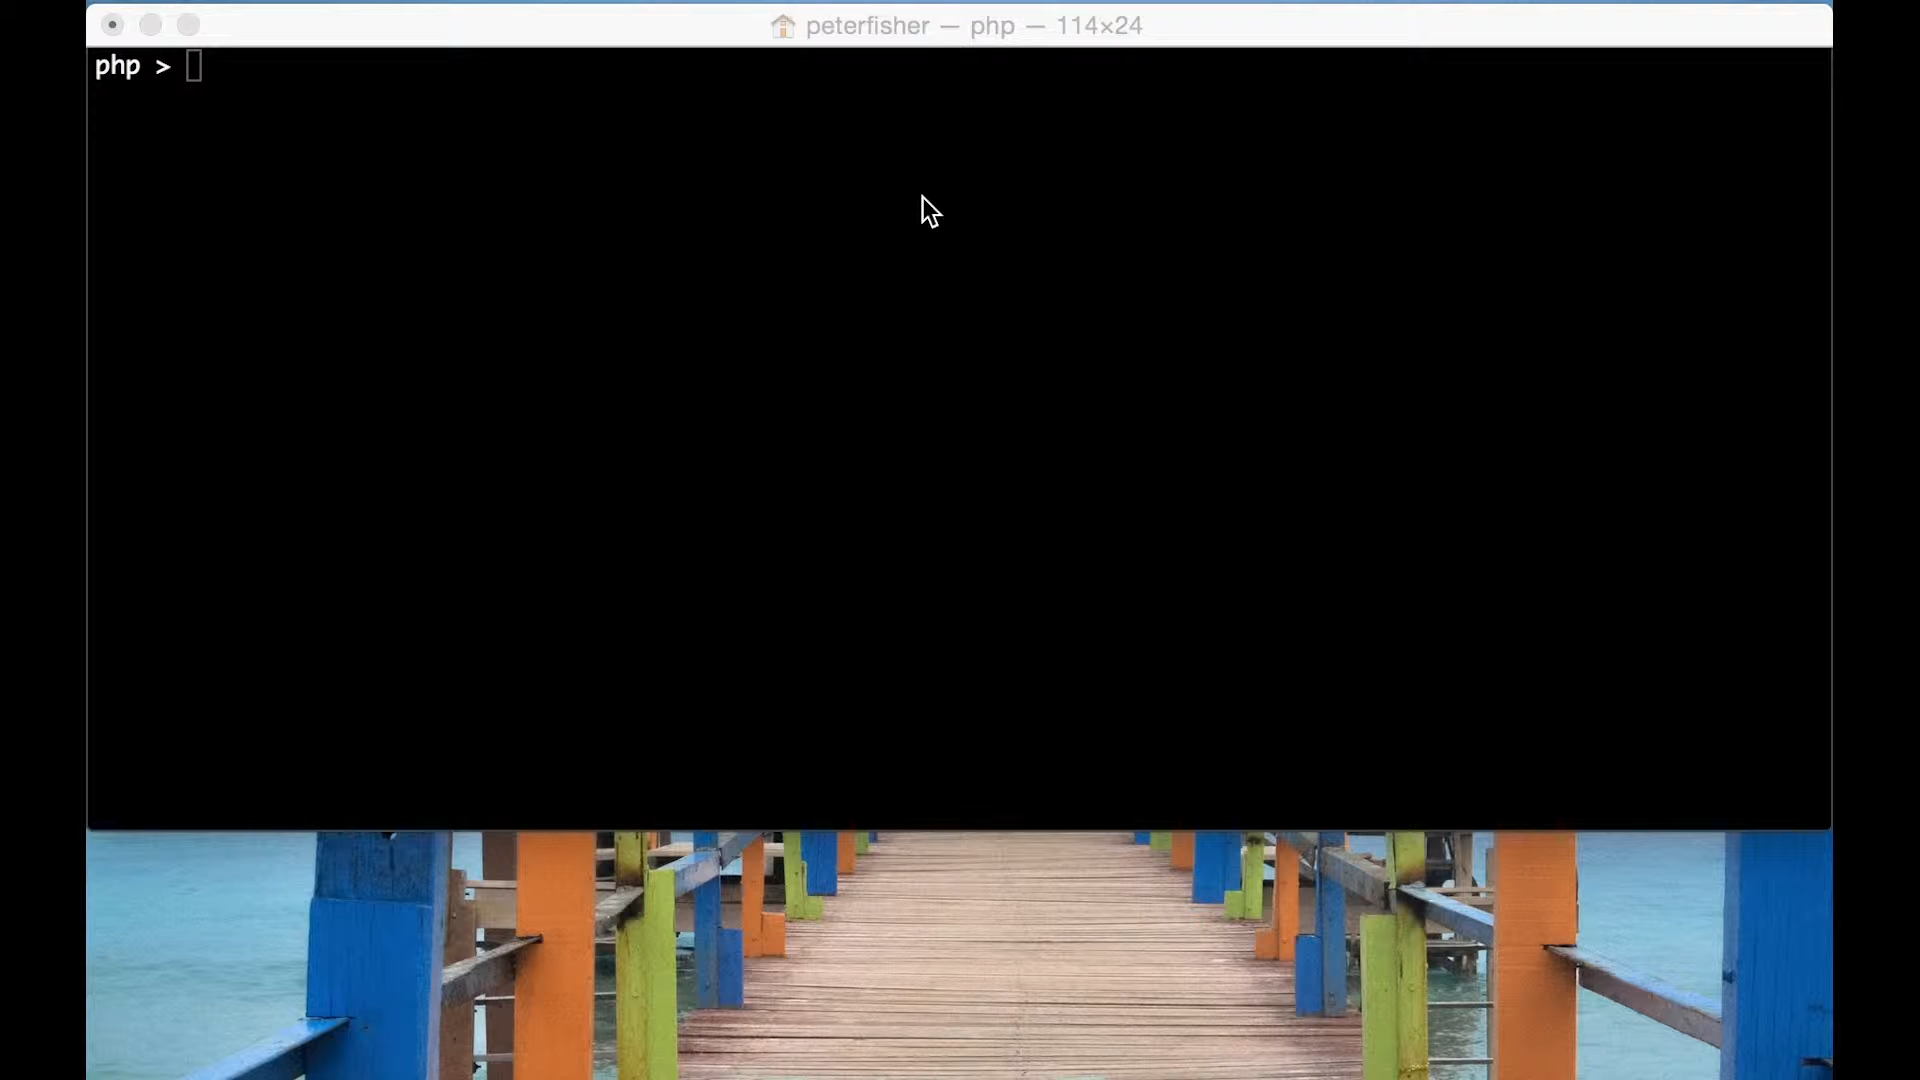 peterfisher — php — 114×24
php >